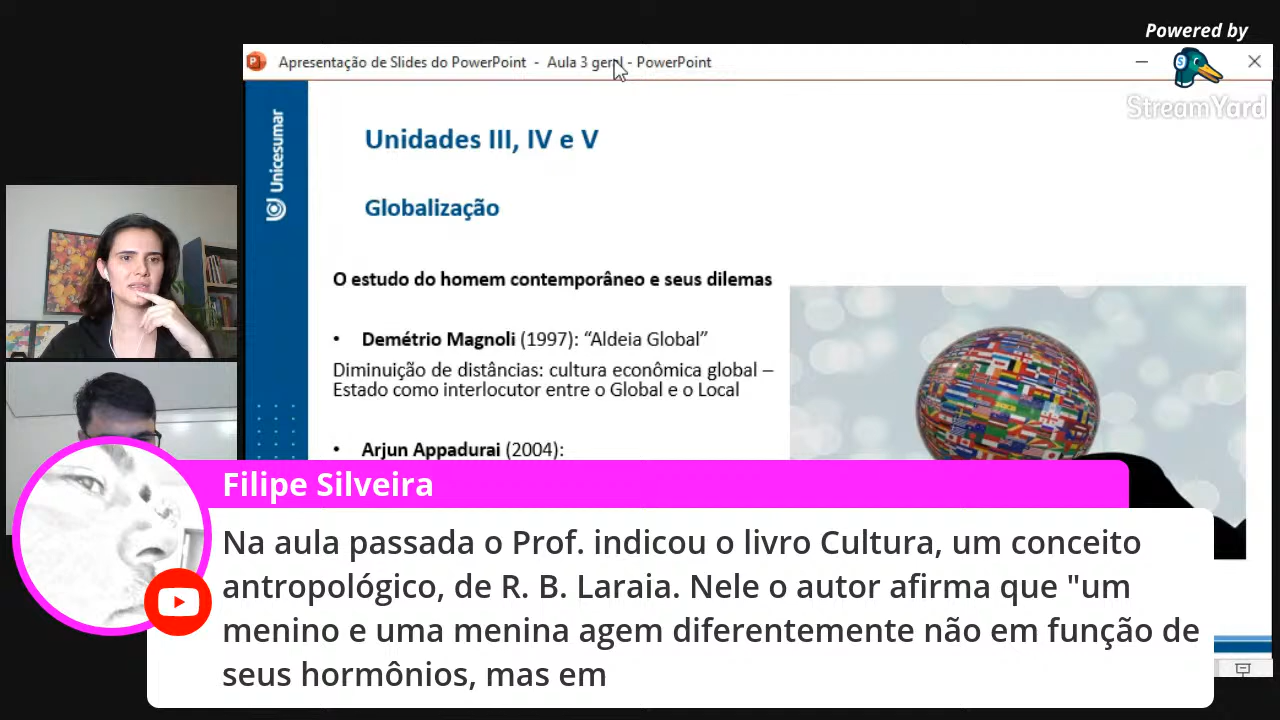 Powered by
StreamYard
Apresentação de Slides do PowerPoint - Aula 3 geral - PowerPoint
Unicesumar
Unidades III, IV e V
Globalização
O estudo do homem contemporâneo e seus dilemas
• Demétrio Magnoli (1997): “Aldeia Global”
Diminuição de distâncias: cultura econômica global –
Estado como interlocutor entre o Global e o Local
• Arjun Appadurai (2004):
Filipe Silveira
Na aula passada o Prof. indicou o livro Cultura, um conceito
antropológico, de R. B. Laraia. Nele o autor afirma que "um
menino e uma menina agem diferentemente não em função de
seus hormônios, mas em